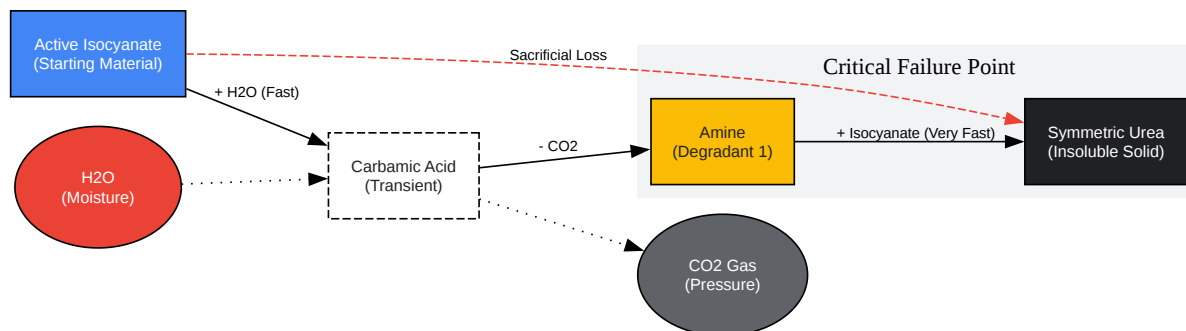 Active Isocyanate
(Starting Material)
Sacrificial Loss
Critical Failure Point
+ H2O (Fast)
H2O
(Moisture)
Carbamic Acid
(Transient)
- CO2
Amine
(Degradant 1)
+ Isocyanate (Very Fast)
Symmetric Urea
(Insoluble Solid)
CO2 Gas
(Pressure)